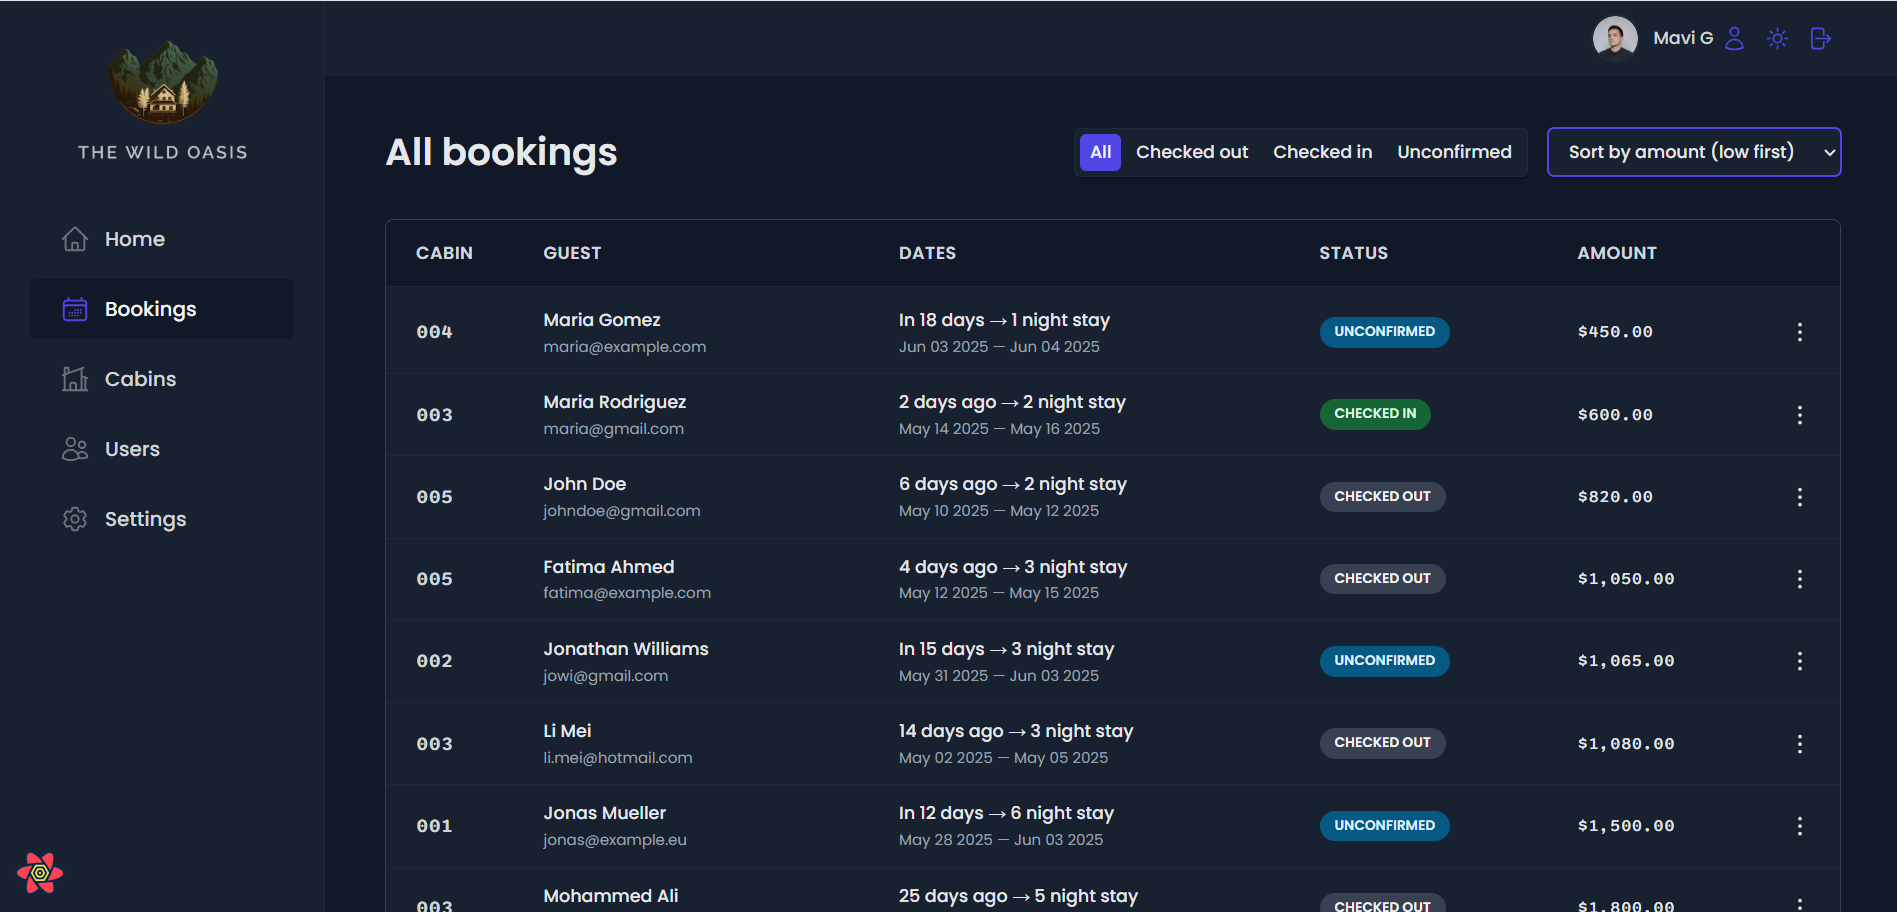 Mavi G
THE WILD OASIS
Home
Bookings
Cabins
Users
Settings
All bookings
All Checked out Checked in Unconfirmed
Sort by amount (low first)
CABIN GUEST DATES STATUS AMOUNT
004 Maria Gomez In 18 days → 1 night stay UNCONFIRMED $450.00
maria@example.com Jun 03 2025 — Jun 04 2025
003 Maria Rodriguez 2 days ago → 2 night stay CHECKED IN $600.00
maria@gmail.com May 14 2025 — May 16 2025
005 John Doe 6 days ago → 2 night stay CHECKED OUT $820.00
johndoe@gmail.com May 10 2025 — May 12 2025
005 Fatima Ahmed 4 days ago → 3 night stay CHECKED OUT $1,050.00
fatima@example.com May 12 2025 — May 15 2025
002 Jonathan Williams In 15 days → 3 night stay UNCONFIRMED $1,065.00
jowi@gmail.com May 31 2025 — Jun 03 2025
003 Li Mei 14 days ago → 3 night stay CHECKED OUT $1,080.00
li.mei@hotmail.com May 02 2025 — May 05 2025
001 Jonas Mueller In 12 days → 6 night stay UNCONFIRMED $1,500.00
jonas@example.eu May 28 2025 — Jun 03 2025
003 Mohammed Ali 25 days ago → 5 night stay CHECKED OUT $1,800.00